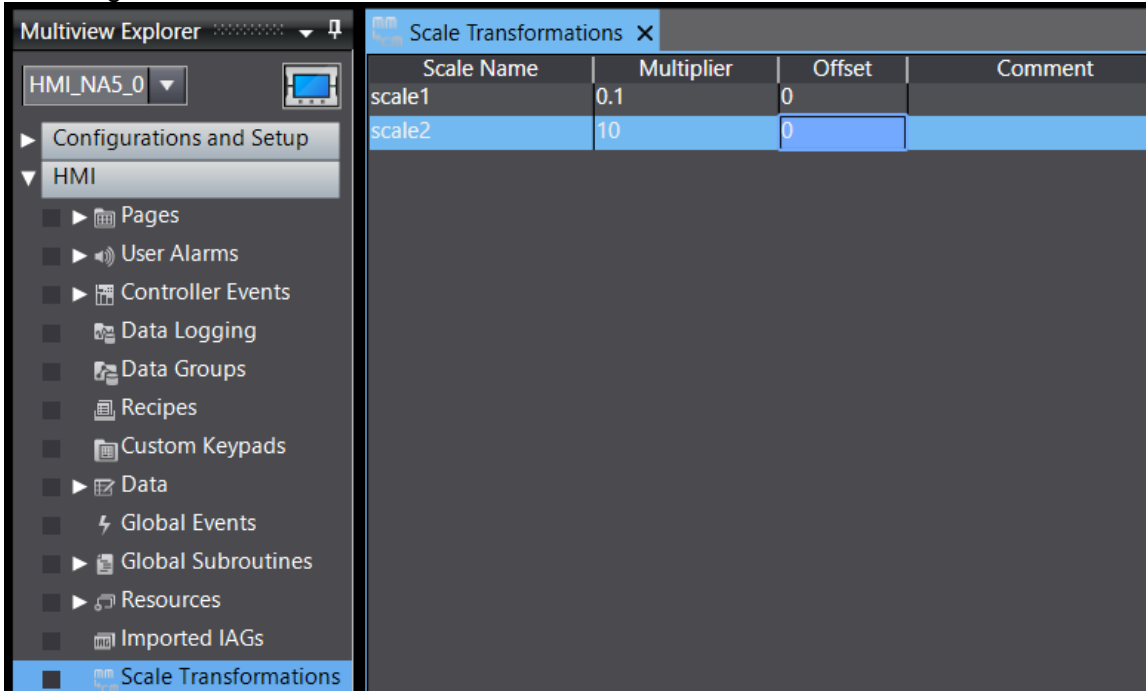 Multiview Explorer
HMI_NA5_0
Configurations and Setup
HMI
Pages
User Alarms
Controller Events
Data Logging
Data Groups
Recipes
Custom Keypads
Data
Global Events
Global Subroutines
Resources
Imported IAGs
Scale Transformations
Scale Transformations
Scale Name Multiplier Offset Comment
scale1 0.1 0
scale2 10 0